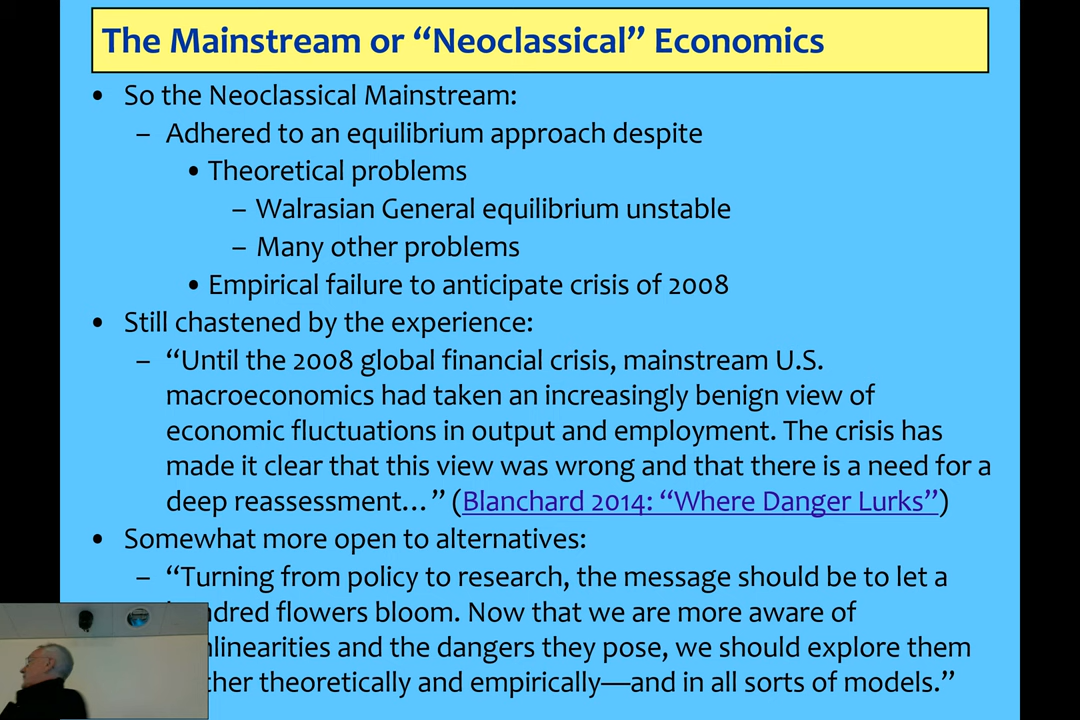 The Mainstream or “Neoclassical” Economics
• So the Neoclassical Mainstream:
– Adhered to an equilibrium approach despite
• Theoretical problems
– Walrasian General equilibrium unstable
– Many other problems
• Empirical failure to anticipate crisis of 2008
• Still chastened by the experience:
– “Until the 2008 global financial crisis, mainstream U.S.
macroeconomics had taken an increasingly benign view of
economic fluctuations in output and employment. The crisis has
made it clear that this view was wrong and that there is a need for a
deep reassessment…” (Blanchard 2014: “Where Danger Lurks”)
• Somewhat more open to alternatives:
– “Turning from policy to research, the message should be to let a
flowers bloom. Now that we are more aware of
and the dangers they pose, we should explore them
theoretically and empirically—and in all sorts of models.”